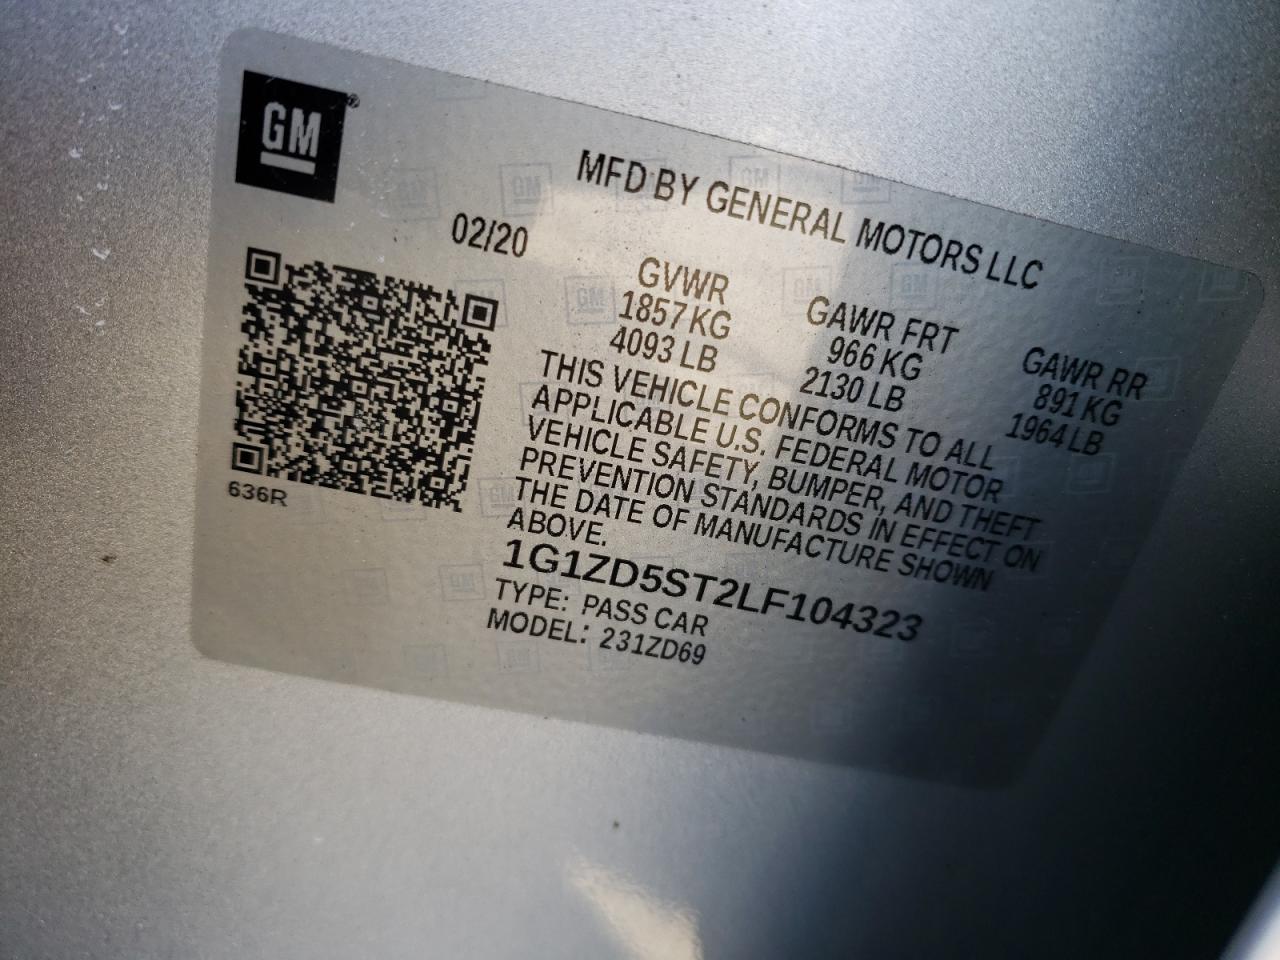 GM
MFD BY GENERAL MOTORS LLC
02/20
GVWR GAWR FRT GAWR RR
1857 KG 966 KG 891 KG
4093 LB 2130 LB 1964 LB
THIS VEHICLE CONFORMS TO ALL
APPLICABLE U.S. FEDERAL MOTOR
VEHICLE SAFETY, BUMPER, AND THEFT
PREVENTION STANDARDS IN EFFECT ON
THE DATE OF MANUFACTURE SHOWN
ABOVE.
636R
1G1ZD5ST2LF104323
TYPE: PASS CAR
MODEL: 231ZD69